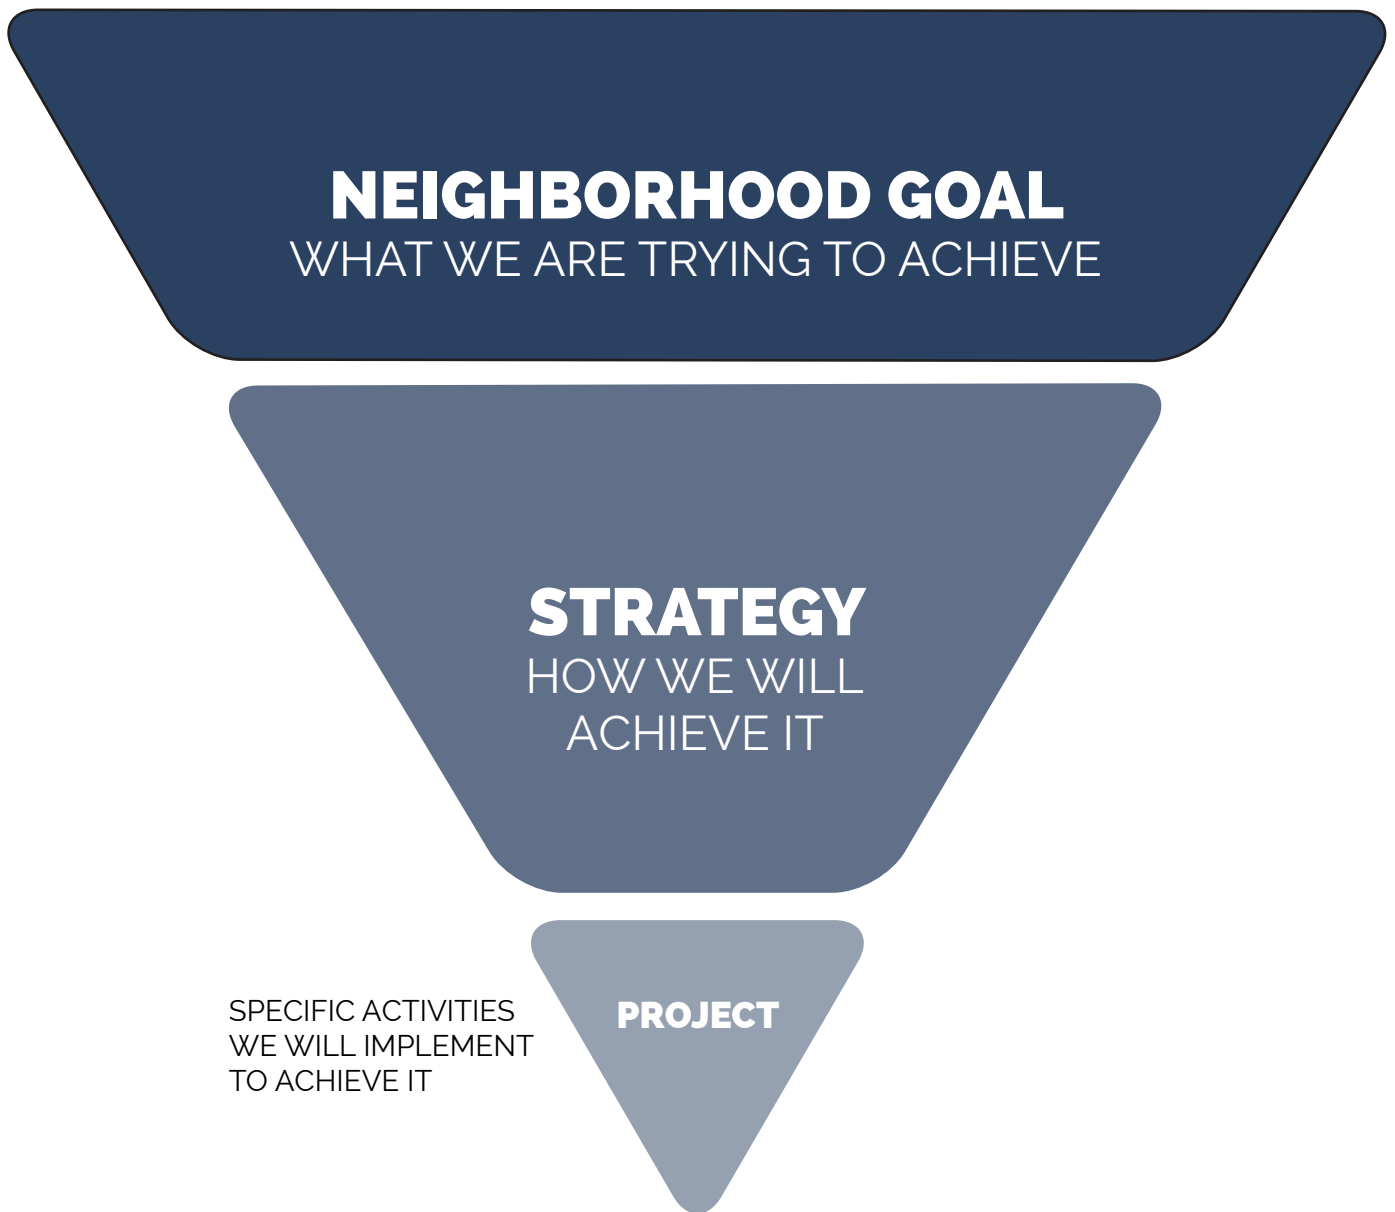 NEIGHBORHOOD GOAL
WHAT WE ARE TRYING TO ACHIEVE
STRATEGY
HOW WE WILL
ACHIEVE IT
PROJECT
SPECIFIC ACTIVITIES
WE WILL IMPLEMENT
TO ACHIEVE IT